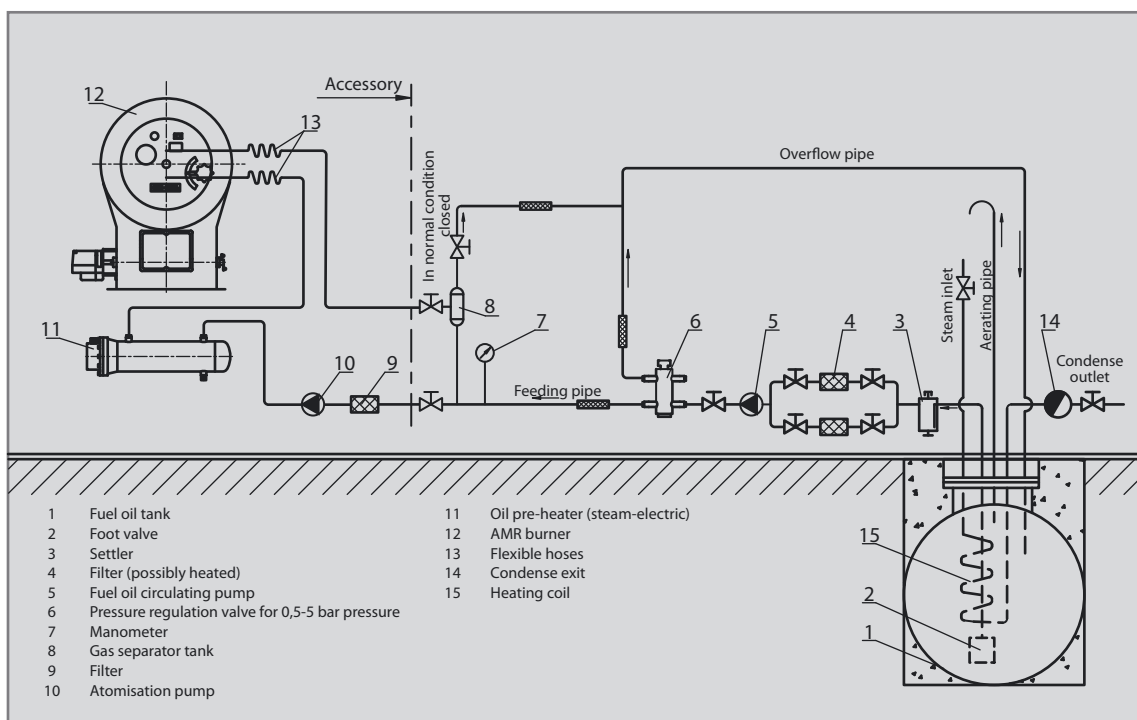 Accessory
12
13
Overflow pipe
In normal condition
closed
Steam inlet
Aerating pipe
8
7
6
5
4
3
14
Condense
outlet
11
10
9
Feeding pipe
15
2
1
1 Fuel oil tank
2 Foot valve
3 Settler
4 Filter (possibly heated)
5 Fuel oil circulating pump
6 Pressure regulation valve for 0,5-5 bar pressure
7 Manometer
8 Gas separator tank
9 Filter
10 Atomisation pump
11 Oil pre-heater (steam-electric)
12 AMR burner
13 Flexible hoses
14 Condense exit
15 Heating coil